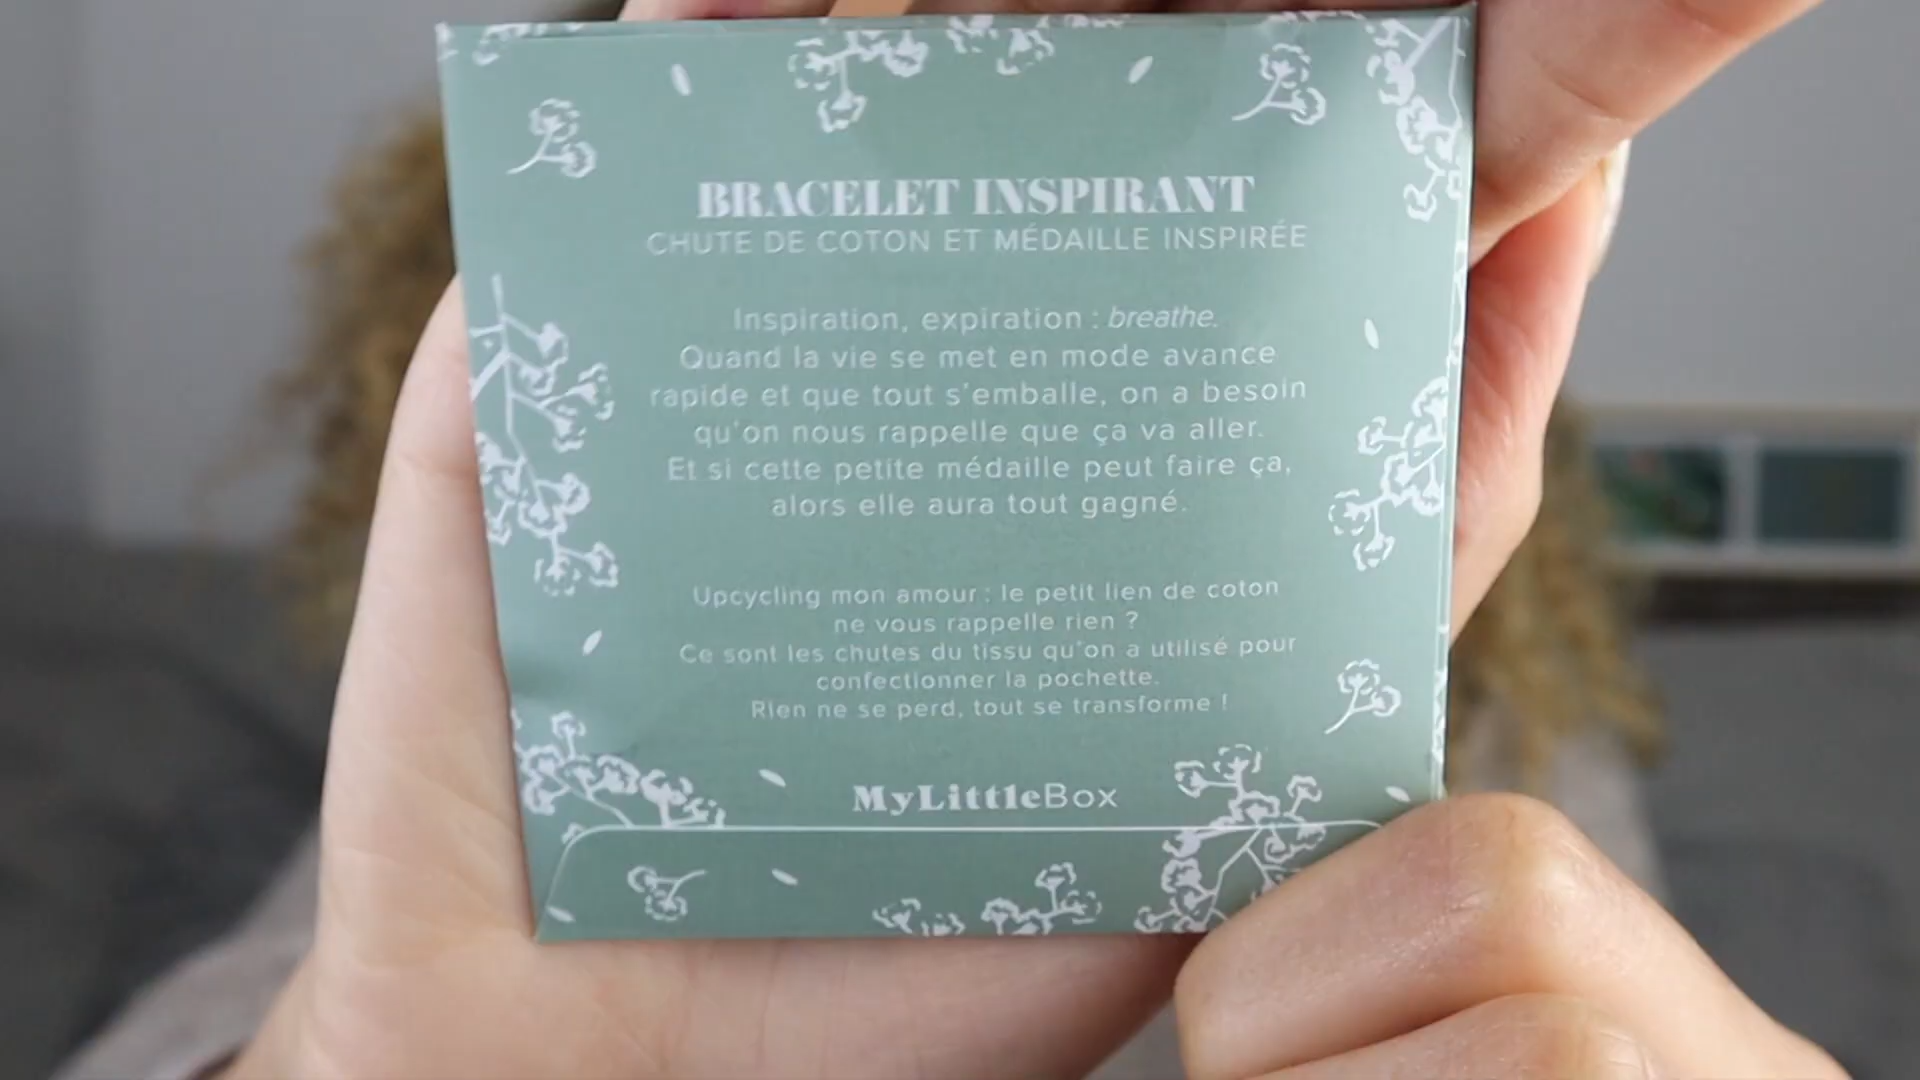 BRACELET INSPIRANT
CHUTE DE COTON ET MÉDAILLE INSPIRÉE
Inspiration, expiration : breathe.
Quand la vie se met en mode avance
rapide et que tout s'emballe, on a besoin
qu'on nous rappelle que ça va aller.
Et si cette petite médaille peut faire ça,
alors elle aura tout gagné.
Upcycling mon amour : le petit lien de coton
ne vous rappelle rien ?
Ce sont les chutes du tissu qu'on a utilisé pour
confectionner la pochette.
Rien ne se perd, tout se transforme !
MyLittleBox